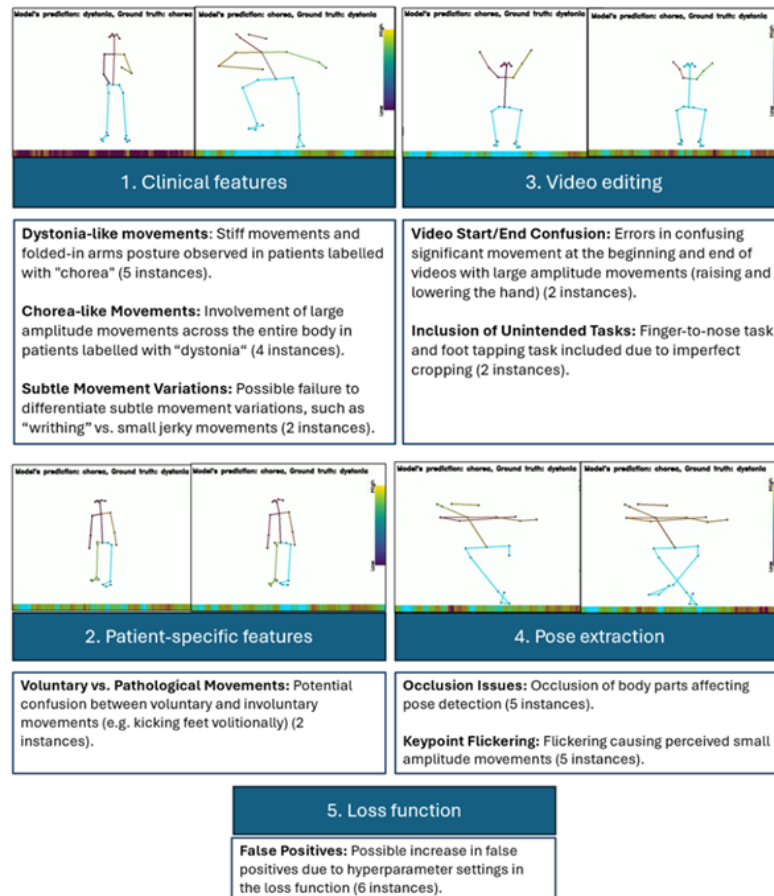 Model's prediction: dystonia, Ground truth: chorea
High
Low
1. Clinical features
Dystonia-like movements: Stiff movements and
folded-in arms posture observed in patients labelled
with "chorea" (5 instances).
Chorea-like Movements: Involvement of large
amplitude movements across the entire body in
patients labelled with “dystonia“ (4 instances).
Subtle Movement Variations: Possible failure to
differentiate subtle movement variations, such as
“writhing” vs. small jerky movements (2 instances).
Model's prediction: chorea, Ground truth: dystonia
Model's prediction: chorea, Ground truth: dystonia
High
Low
3. Video editing
Video Start/End Confusion: Errors in confusing
significant movement at the beginning and end of
videos with large amplitude movements (raising and
lowering the hand) (2 instances).
Inclusion of Unintended Tasks: Finger-to-nose task
and foot tapping task included due to imperfect
cropping (2 instances).
Model's prediction: chorea, Ground truth: dystonia
Model's prediction: chorea, Ground truth: dystonia
High
Low
2. Patient-specific features
Voluntary vs. Pathological Movements: Potential
confusion between voluntary and involuntary
movements (e.g. kicking feet volitionally) (2
instances).
Model's prediction: chorea, Ground truth: dystonia
Model's prediction: chorea, Ground truth: dystonia
High
Low
4. Pose extraction
Occlusion Issues: Occlusion of body parts affecting
pose detection (5 instances).
Keypoint Flickering: Flickering causing perceived small
amplitude movements (5 instances).
5. Loss function
False Positives: Possible increase in false
positives due to hyperparameter settings in
the loss function (6 instances).